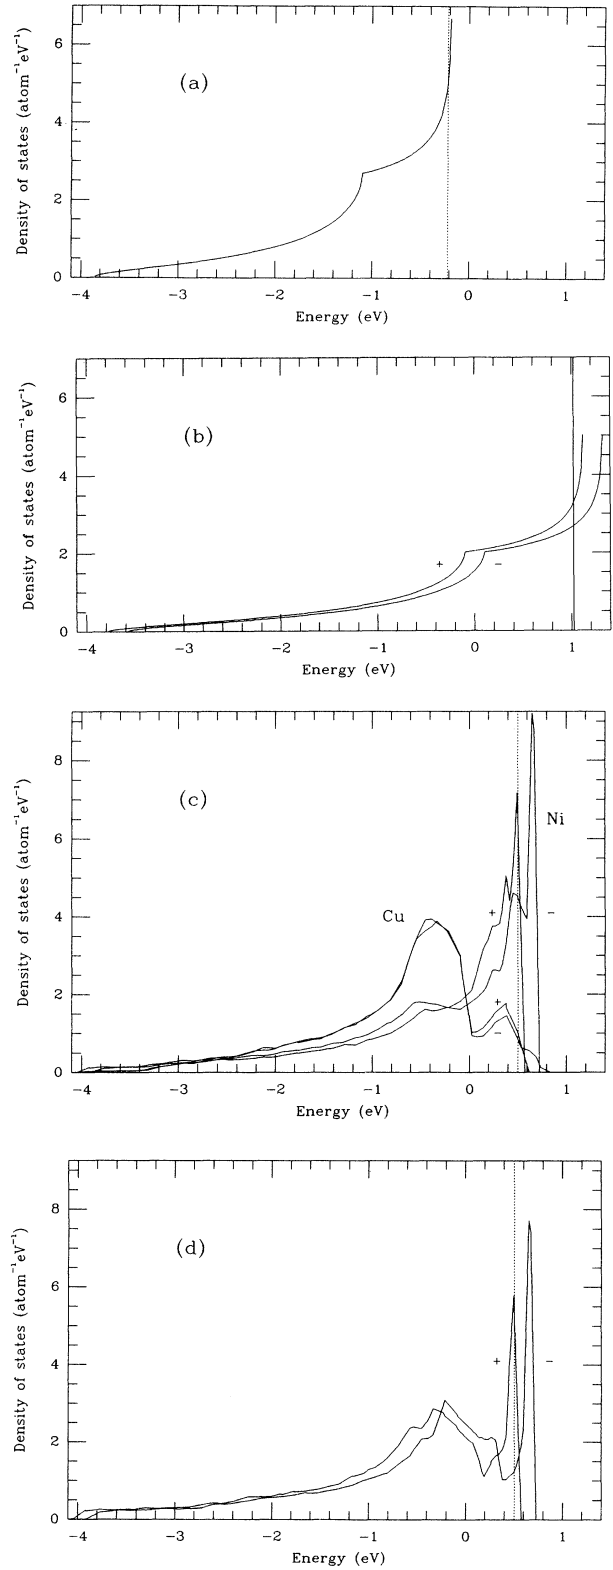 6
4
2
0
Density of states (atom⁻¹eV⁻¹)
(a)
−4 −3 −2 −1 0 1
Energy (eV)
6
4
2
0
Density of states (atom⁻¹eV⁻¹)
(b)
+ −
−4 −3 −2 −1 0 1
Energy (eV)
8
6
4
2
0
Density of states (atom⁻¹eV⁻¹)
(c)
Ni
Cu
+ −
+
−
−4 −3 −2 −1 0 1
Energy (eV)
8
6
4
2
0
Density of states (atom⁻¹eV⁻¹)
(d)
+ −
−4 −3 −2 −1 0 1
Energy (eV)